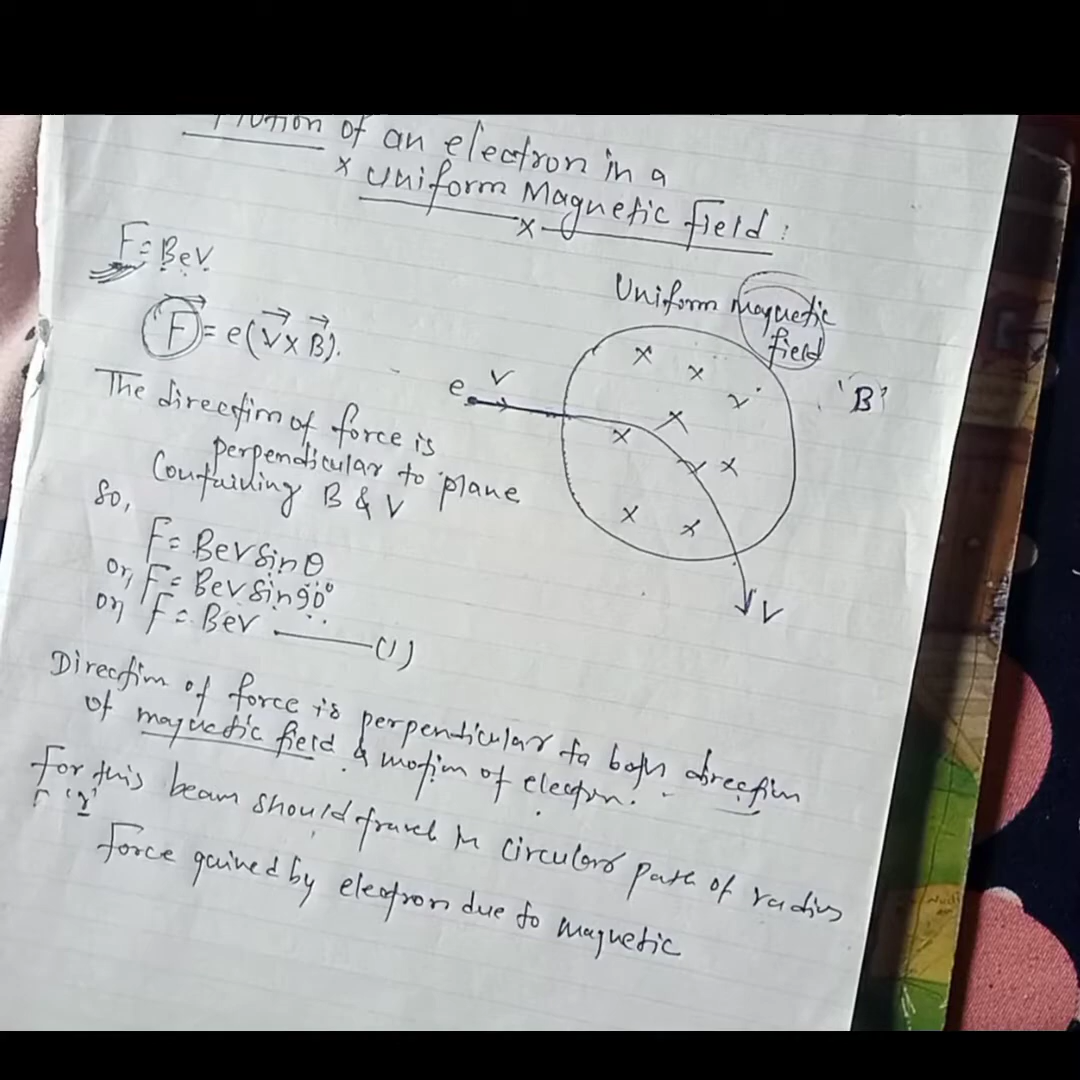 Motion of an electron in a
x Uniform Magnetic field :
x
F = Bev
F = e(V x B).
The direction of force is
perpendicular to plane
Containing B & V
So,
F = Bev Sin θ
or, F = Bev Sin 90°
or, F = Bev ——— (1)
Uniform magnetic
field
'B'
e V
x x x
x x
x x
x x
V
Direction of force is perpendicular to both direction
of magnetic field & motion of electron.
For this beam should travel in circular path of radius
r 'r'
Force gained by electron due to magnetic